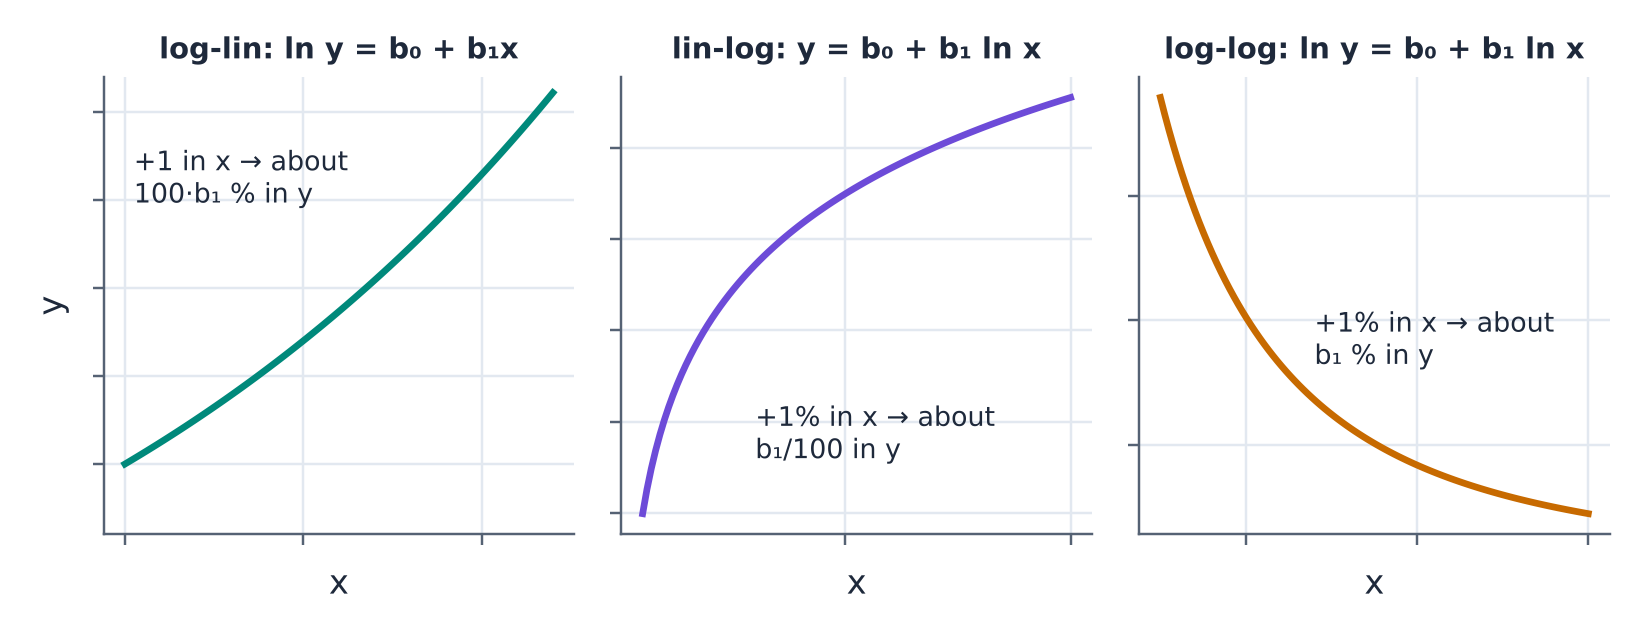 log-lin: ln y = b₀ + b₁x
+1 in x → about
100·b₁ % in y
y
x
lin-log: y = b₀ + b₁ ln x
+1% in x → about
b₁/100 in y
x
log-log: ln y = b₀ + b₁ ln x
+1% in x → about
b₁ % in y
x